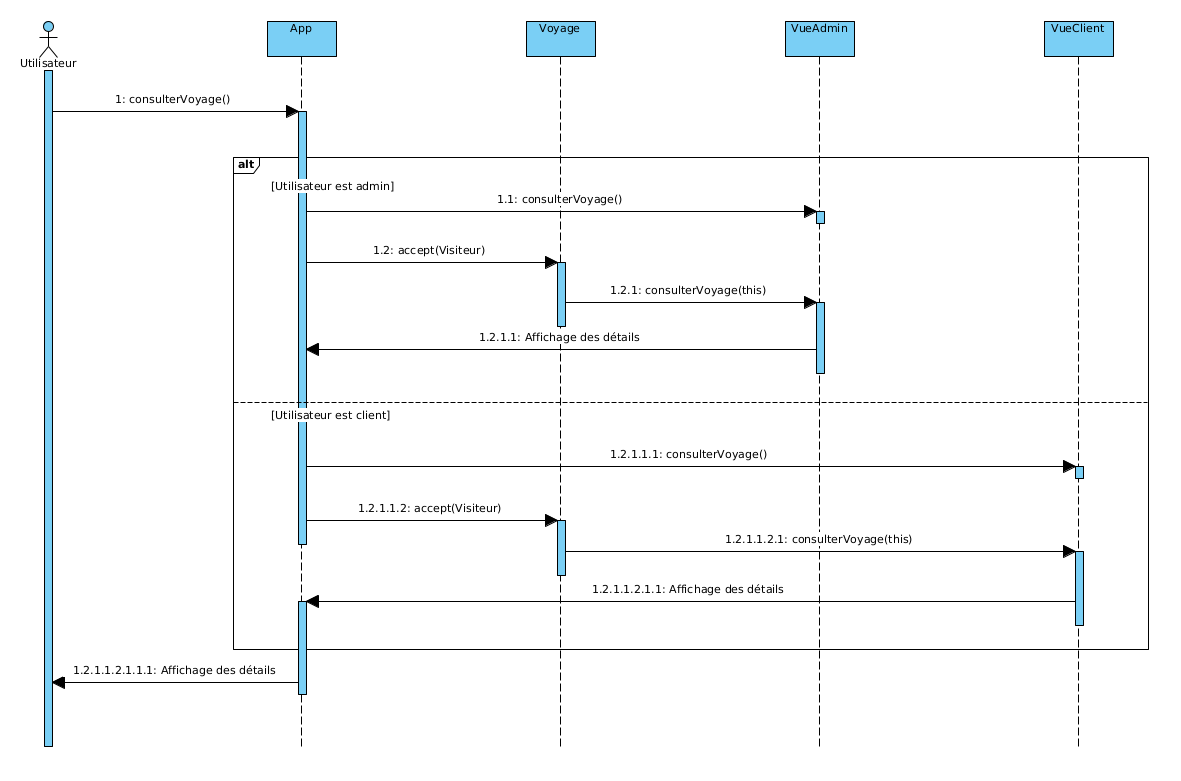 Utilisateur
App
Voyage
VueAdmin
VueClient
1: consulterVoyage()
alt
[Utilisateur est admin]
1.1: consulterVoyage()
1.2: accept(Visiteur)
1.2.1: consulterVoyage(this)
1.2.1.1: Affichage des détails
[Utilisateur est client]
1.2.1.1.1: consulterVoyage()
1.2.1.1.2: accept(Visiteur)
1.2.1.1.2.1: consulterVoyage(this)
1.2.1.1.2.1.1: Affichage des détails
1.2.1.1.2.1.1.1: Affichage des détails